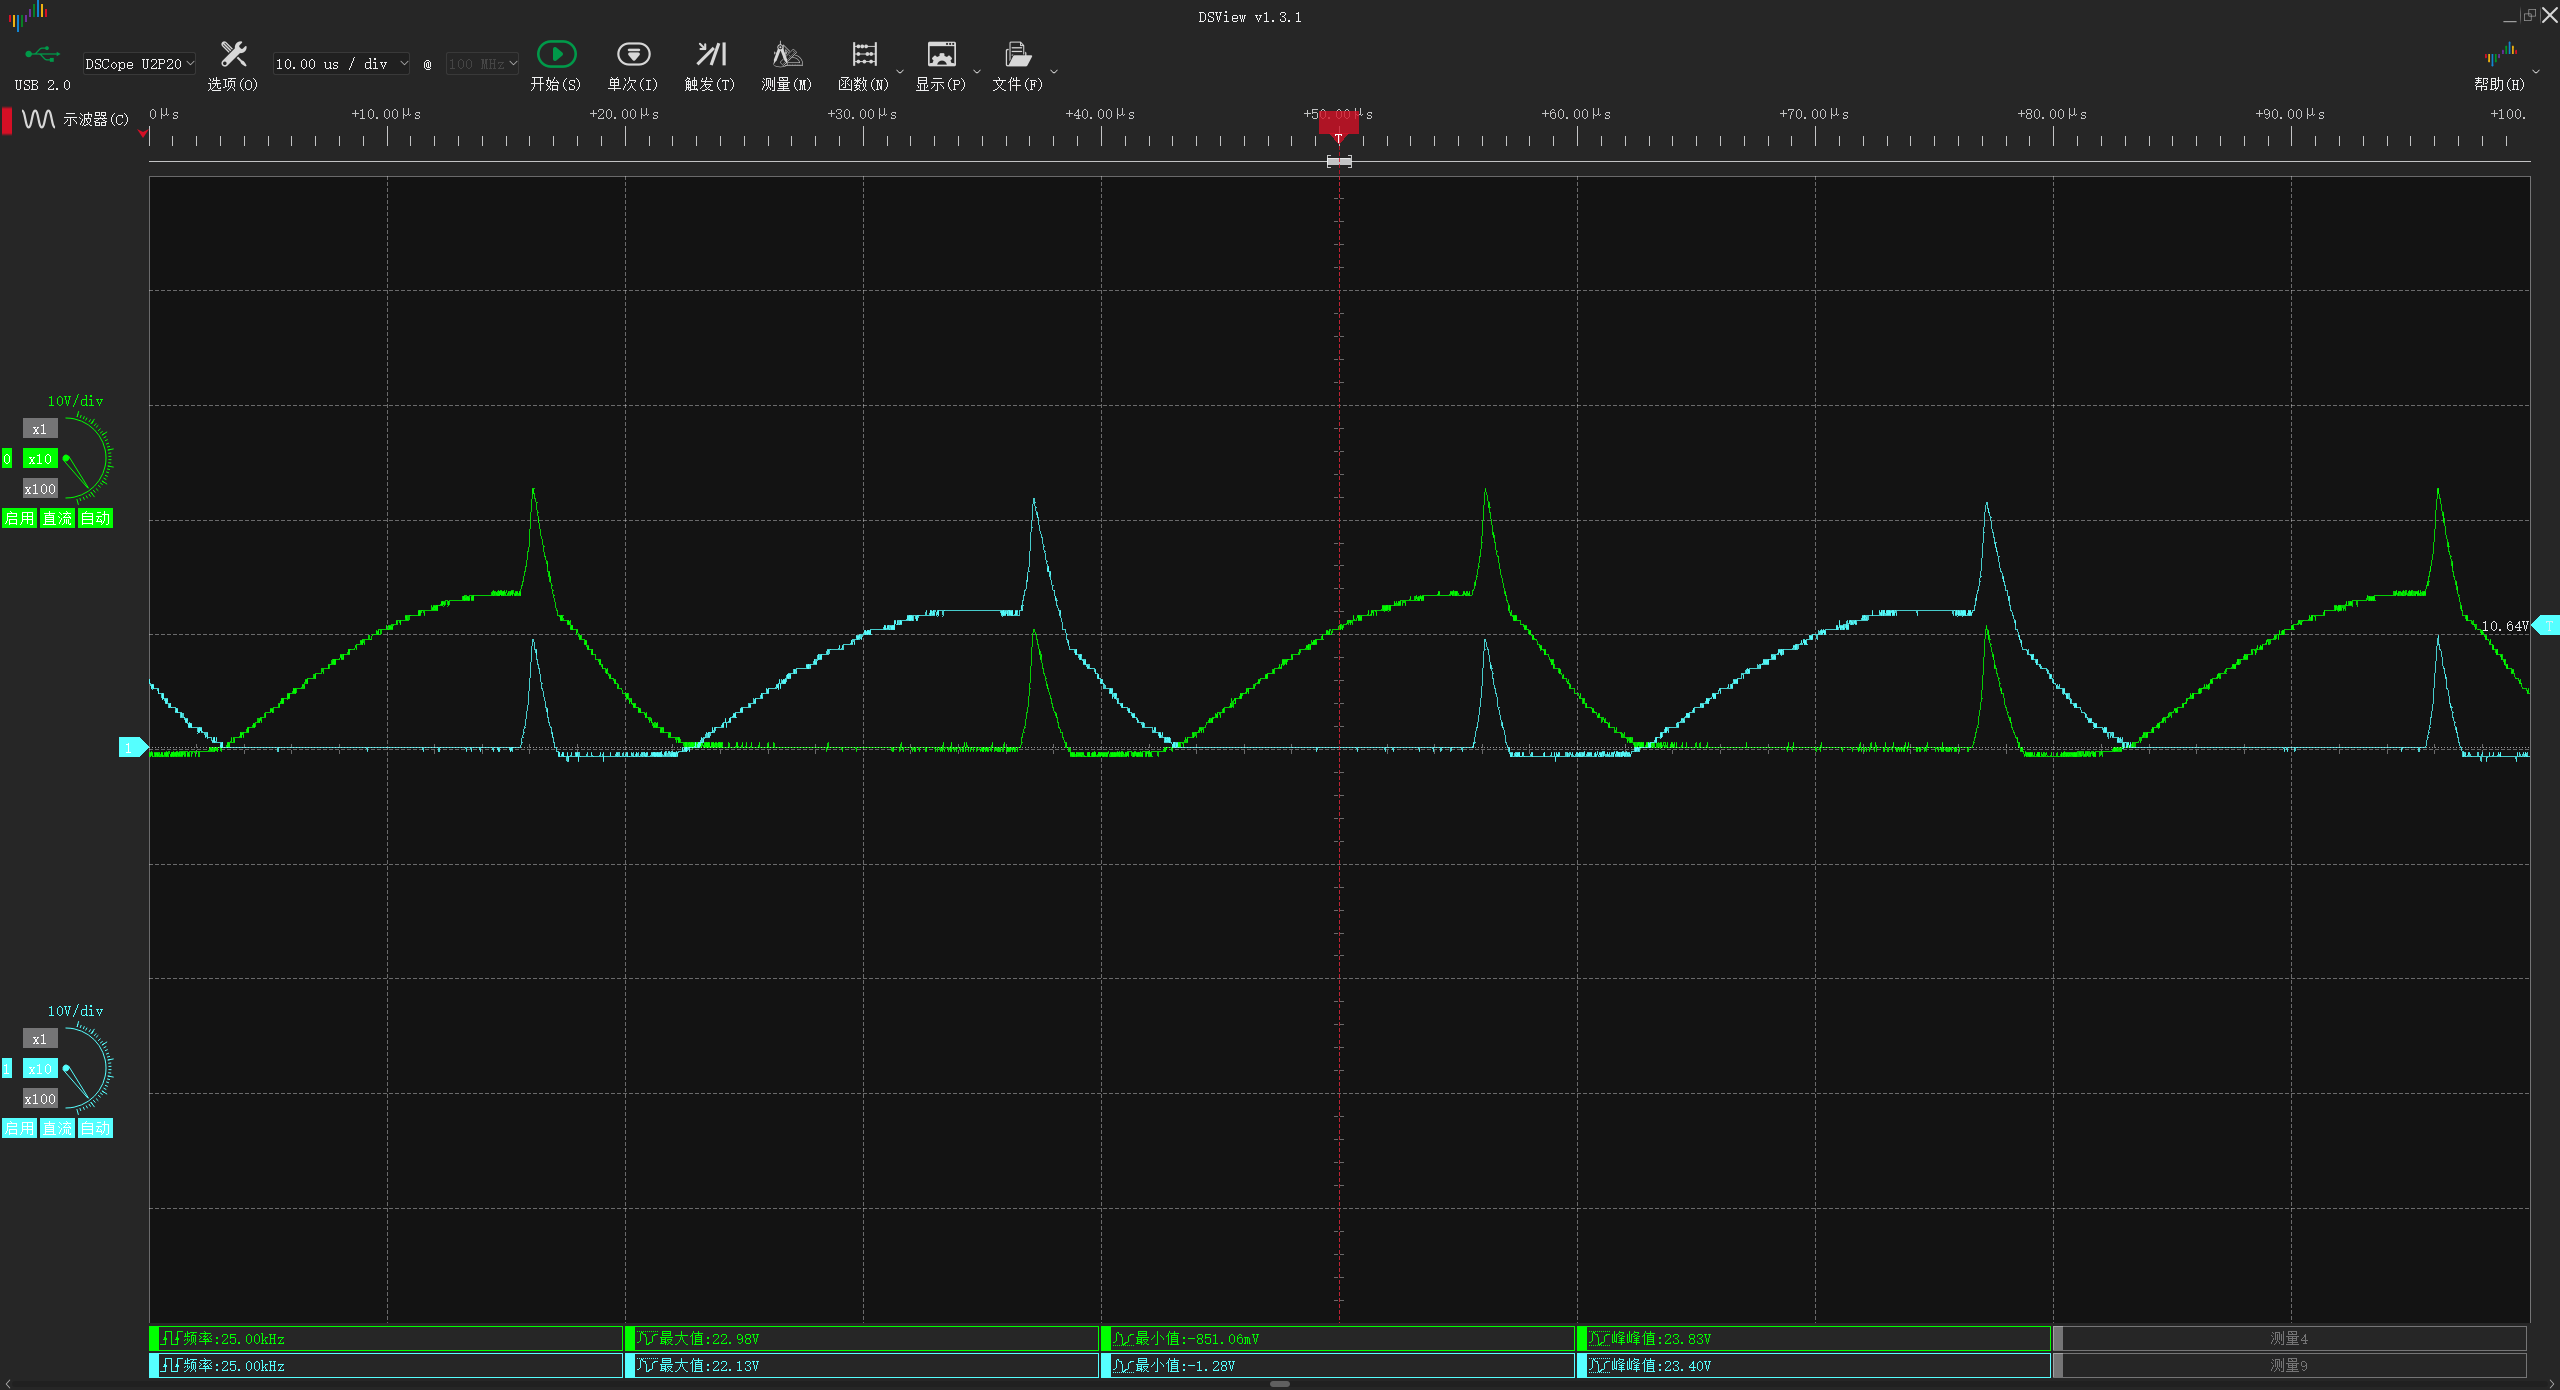 DSView v1.3.1
USB 2.0
DSCope U2P20
选项(O)
10.00 us / div @ 100 MHz
开始(S)
单次(I)
触发(T)
测量(M)
函数(N)
显示(P)
文件(F)
帮助(H)
示波器(C)
0μs +10.00μs +20.00μs +30.00μs +40.00μs +50.00μs +60.00μs +70.00μs +80.00μs +90.00μs +100.
T
10V/div
x1
0 x10
x100
启用 直流 自动
10.64V T
1
10V/div
x1
1 x10
x100
启用 直流 自动
频率:25.00kHz 最大值:22.98V 最小值:-851.06mV 峰峰值:23.83V 测量4
频率:25.00kHz 最大值:22.13V 最小值:-1.28V 峰峰值:23.40V 测量9